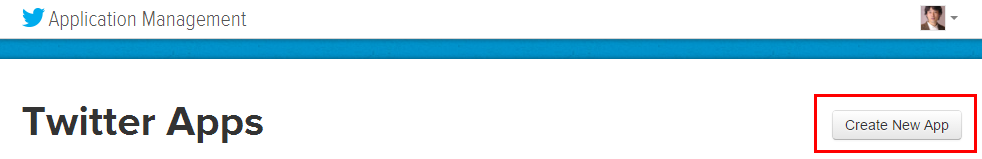 Application Management
Twitter Apps
Create New App